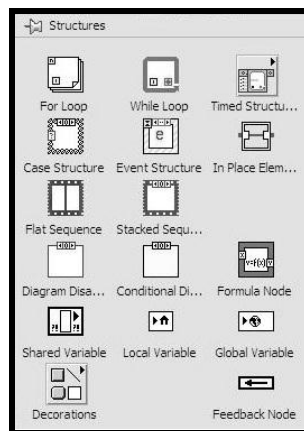 Structures
For Loop
While Loop
Timed Structu...
Case Structure
Event Structure
In Place Elem...
Flat Sequence
Stacked Sequ...
Diagram Disa...
Conditional Di...
Formula Node
Shared Variable
Local Variable
Global Variable
Decorations
Feedback Node